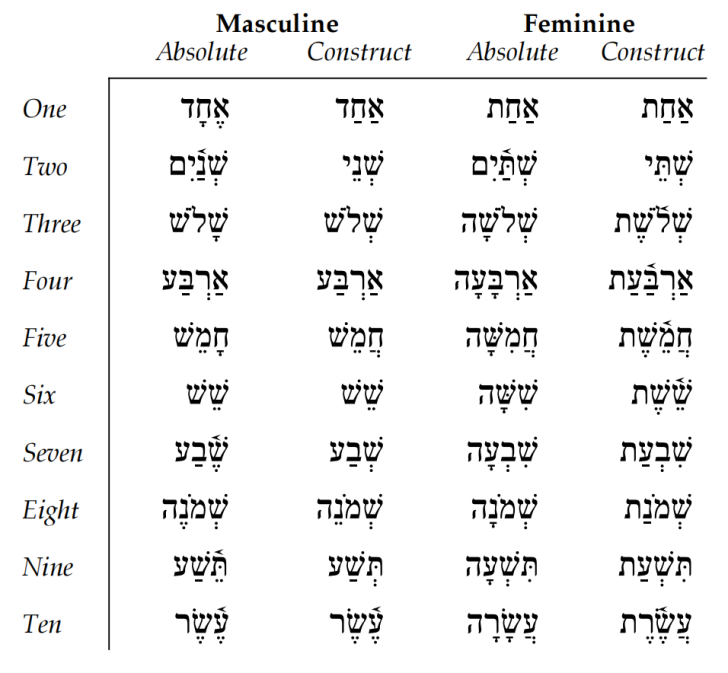 Masculine Feminine
Absolute Construct Absolute Construct
One אֶחָד אַחַד אַחַת אַחַת
Two שְׁנַ֫יִם שְׁנֵי שְׁתַּ֫יִם שְׁתֵּי
Three שָׁלֹשׁ שְׁלֹשׁ שְׁלֹשָׁה שְׁלֹ֫שֶׁת
Four אַרְבַּע אַרְבַּע אַרְבָּעָה אַרְבַּ֫עַת
Five חָמֵשׁ חֲמֵשׁ חֲמִשָּׁה חֲמֵ֫שֶׁת
Six שֵׁשׁ שֵׁשׁ שִׁשָּׁה שֵׁ֫שֶׁת
Seven שֶׁ֫בַע שְׁבַע שִׁבְעָה שִׁבְעַת
Eight שְׁמֹנֶה שְׁמֹנֵה שְׁמֹנָה שְׁמֹנַת
Nine תֵּ֫שַׁע תְּשַׁע תִּשְׁעָה תִּשְׁעַת
Ten עֶ֫שֶׂר עֶ֫שֶׂר עֲשָׂרָה עֲשֶׂ֫רֶת